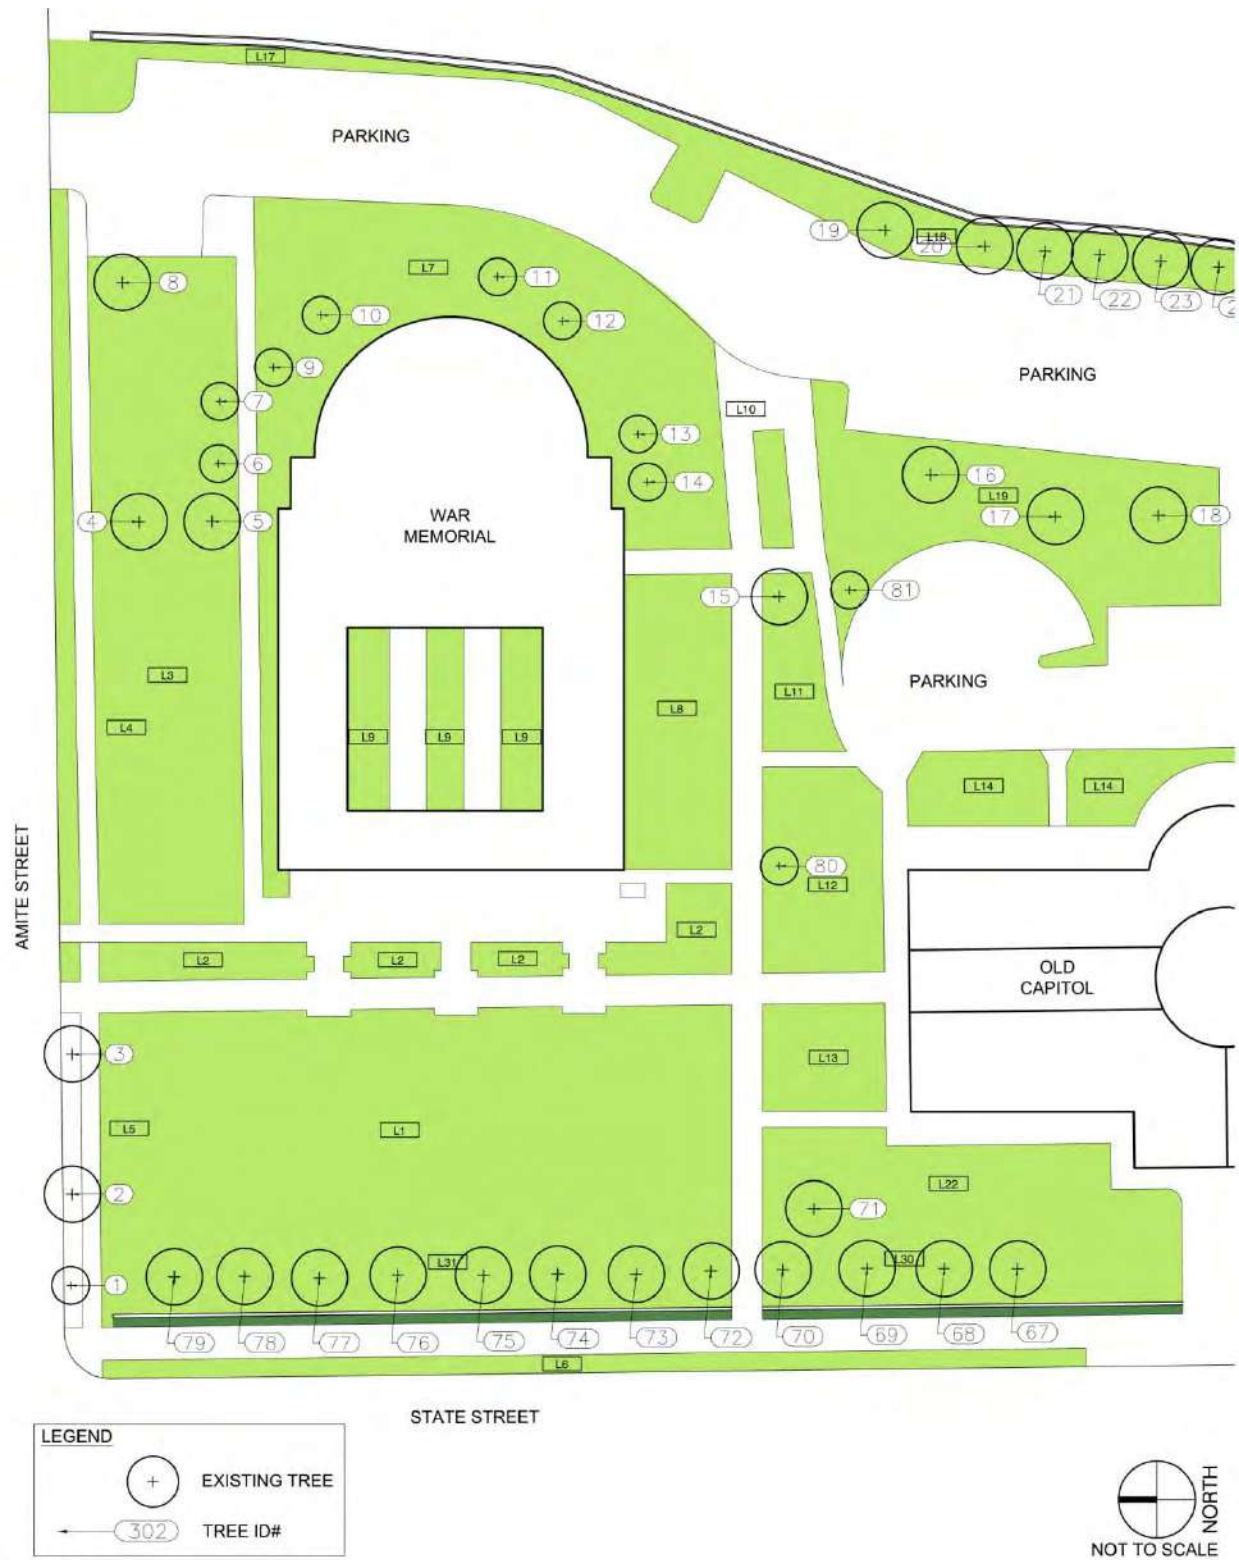 L17
PARKING
19
L18
20
L7
11
8
21
22
23
2
10
12
9
PARKING
7
L10
13
6
16
14
L19
4
5
WAR
MEMORIAL
17
18
15
81
L3
PARKING
L11
L8
L4
L9
L9
L9
L14
L14
AMITE STREET
80
L12
L2
L2
L2
L2
OLD
CAPITOL
3
L13
L5
L1
2
L22
71
L31
L30
1
79
78
77
76
75
74
73
72
70
69
68
67
L6
STATE STREET
LEGEND
EXISTING TREE
302
TREE ID#
NORTH
NOT TO SCALE